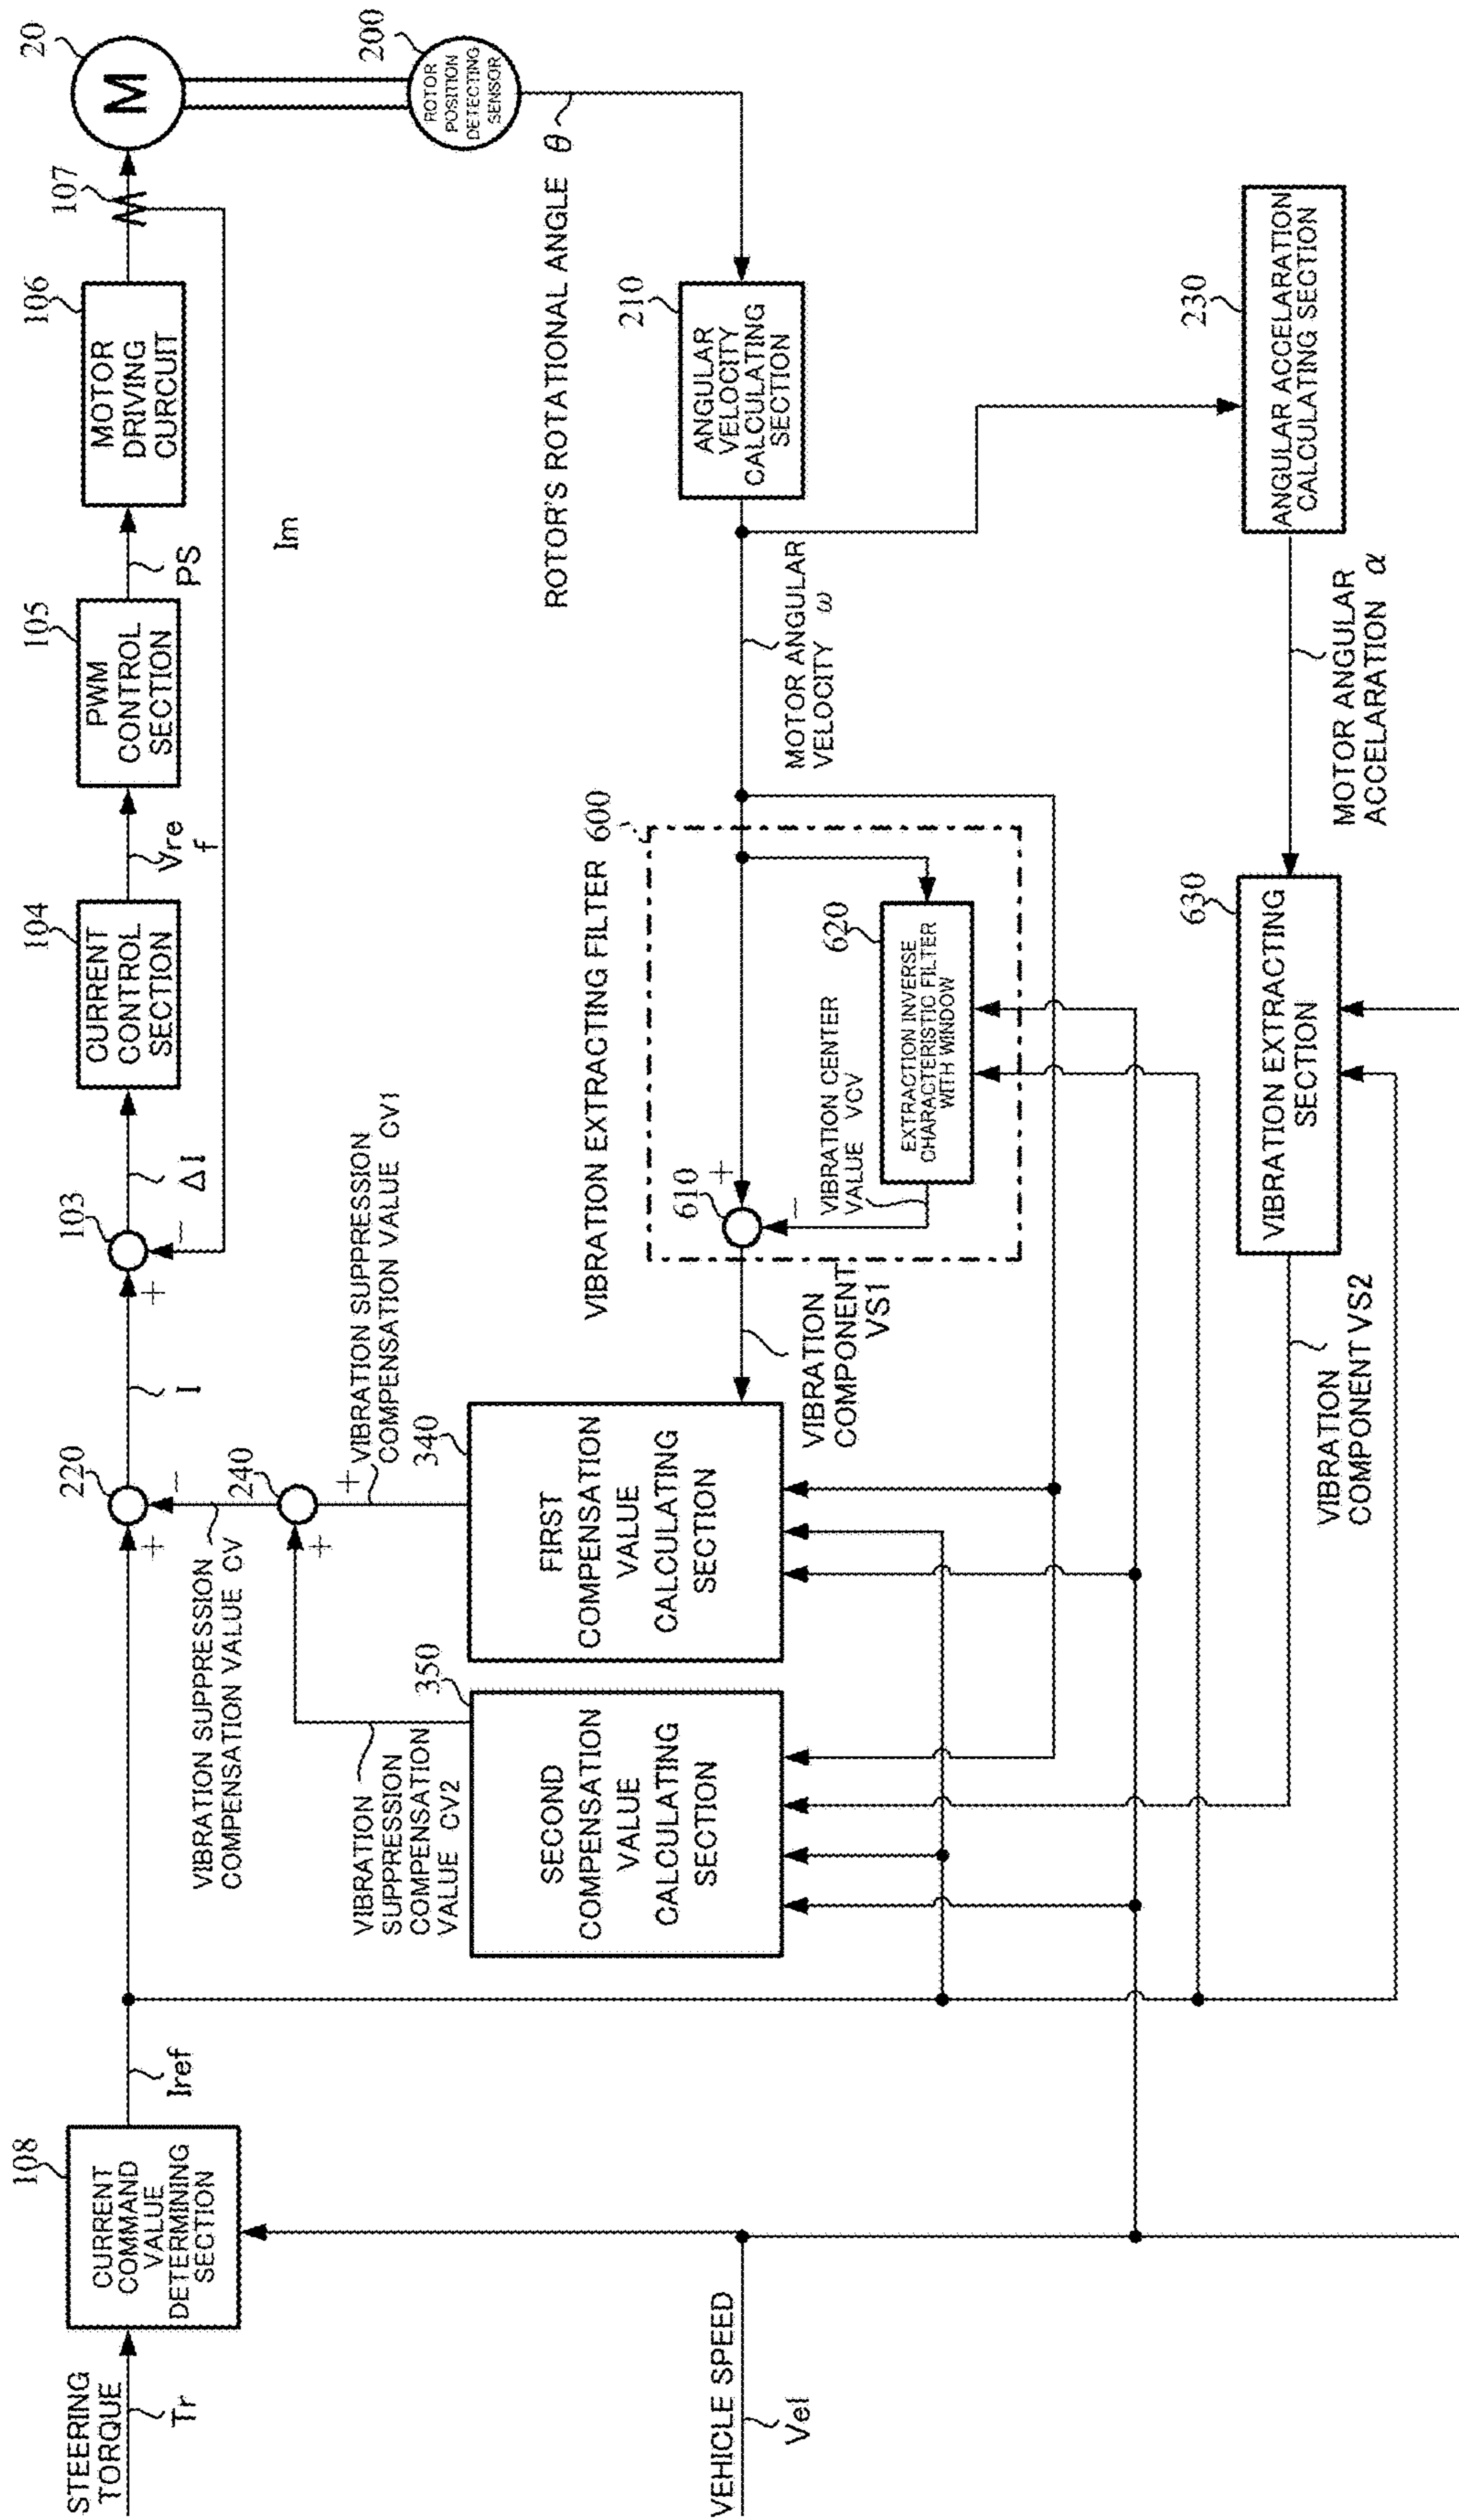 STEERING
TORQUE
Tr
108
CURRENT
COMMAND
VALUE
DETERMINING
SECTION
Iref
220
+
−
I
103
+
−
ΔI
104
CURRENT
CONTROL
SECTION
Vre
f
105
PWM
CONTROL
SECTION
PS
106
MOTOR
DRIVING
CURCUIT
107
Im
20
M
200
ROTOR
POSITION
DETECTING
SENSOR
ROTOR'S ROTATIONAL ANGLE θ
VIBRATION SUPPRESSION
COMPENSATION VALUE CV
240
+
+
VIBRATION SUPPRESSION
COMPENSATION VALUE CV1
VIBRATION
SUPPRESSION
COMPENSATION
VALUE CV2
350
SECOND
COMPENSATION
VALUE
CALCULATING
SECTION
340
FIRST
COMPENSATION
VALUE
CALCULATING
SECTION
VIBRATION EXTRACTING FILTER 600
610
+
−
VIBRATION CENTER
VALUE VCV
620
EXTRACTION INVERSE
CHARACTERISTIC FILTER
WITH WINDOW
VIBRATION
COMPONENT
VS1
210
ANGULAR
VELOCITY
CALCULATING
SECTION
MOTOR ANGULAR
VELOCITY ω
VEHICLE SPEED
Vel
630
VIBRATION EXTRACTING
SECTION
VIBRATION
COMPONENT VS2
230
ANGULAR ACCELARATION
CALCULATING SECTION
MOTOR ANGULAR
ACCELARATION α